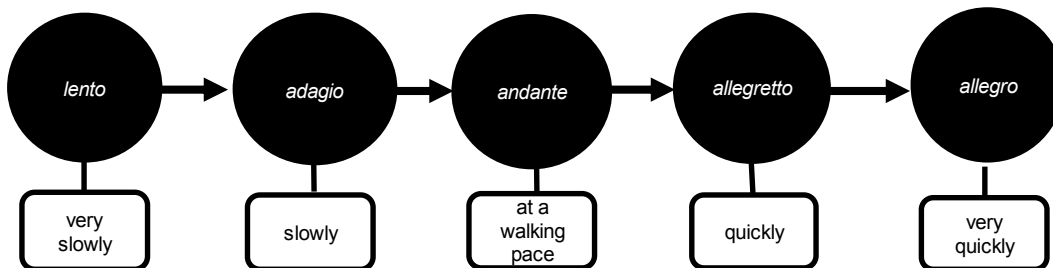 lento
adagio
andante
allegretto
allegro
very
slowly
slowly
at a
walking
pace
quickly
very
quickly